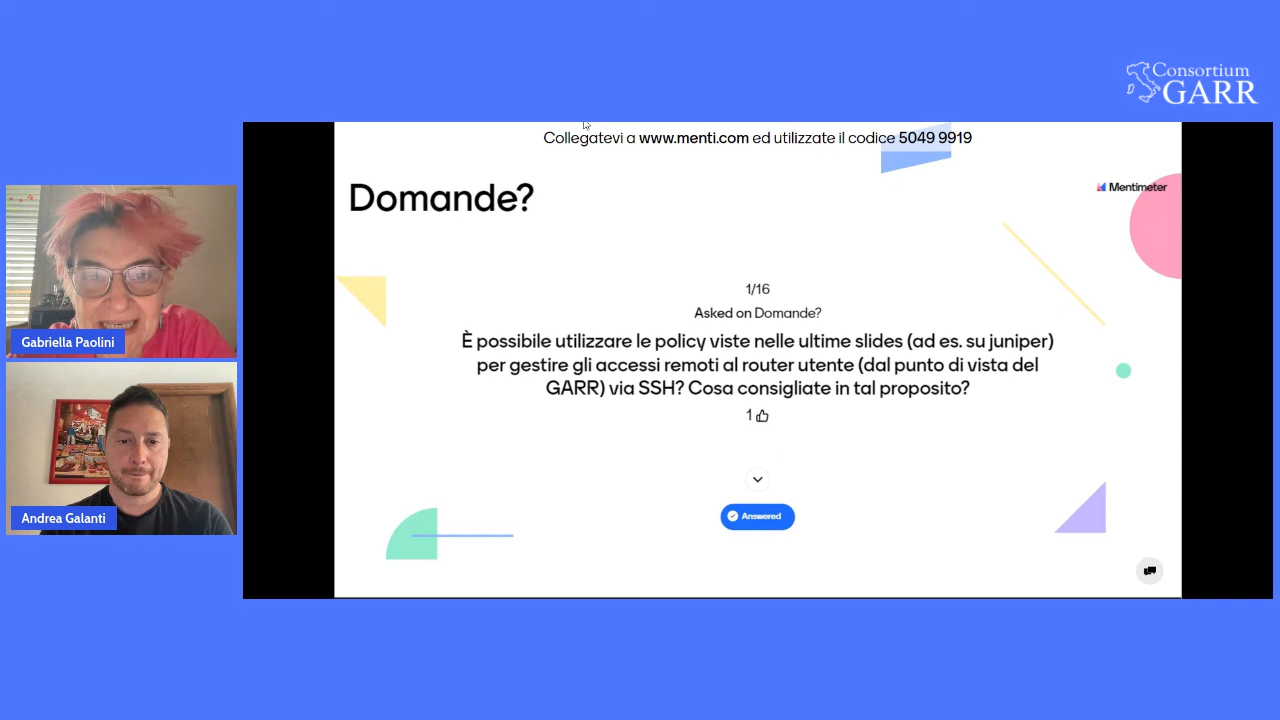 Consortium
GARR
Collegatevi a www.menti.com ed utilizzate il codice 5049 9919
Domande?
Mentimeter
1/16
Asked on Domande?
È possibile utilizzare le policy viste nelle ultime slides (ad es. su juniper)
per gestire gli accessi remoti al router utente (dal punto di vista del
GARR) via SSH? Cosa consigliate in tal proposito?
1
Answered
Gabriella Paolini
Andrea Galanti